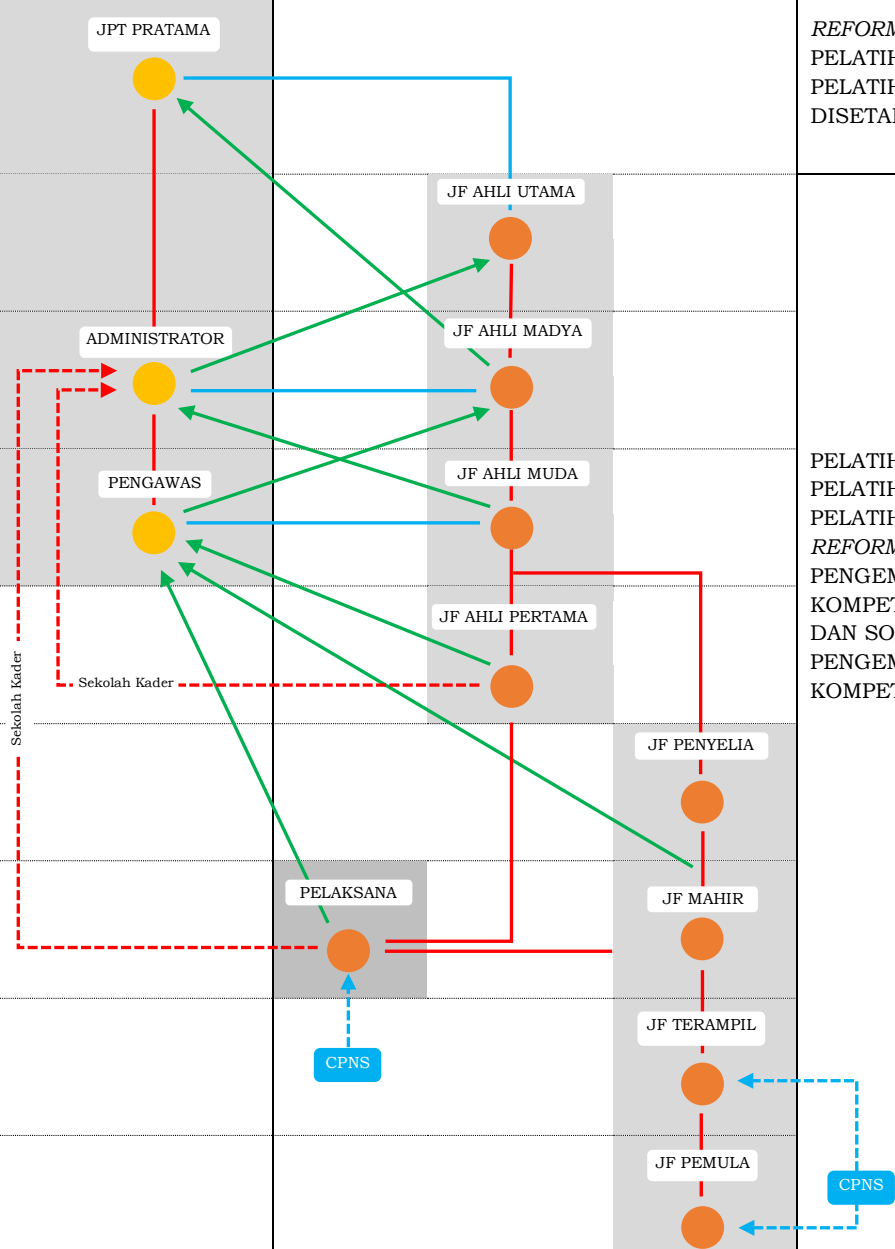 JPT PRATAMA
REFORM
PELATIH
PELATIH
DISETAR
JF AHLI UTAMA
ADMINISTRATOR
JF AHLI MADYA
PENGAWAS
JF AHLI MUDA
PELATIH
PELATIH
PELATIH
REFORM
PENGEM
KOMPET
DAN SO
PENGEM
KOMPET
JF AHLI PERTAMA
Sekolah Kader
Sekolah Kader
JF PENYELIA
PELAKSANA
JF MAHIR
CPNS
JF TERAMPIL
JF PEMULA
CPNS